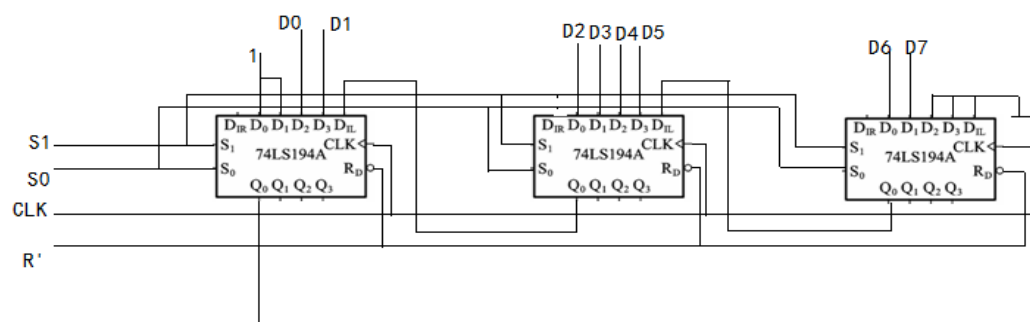 1 D0 D1
D2 D3 D4 D5
D6 D7
DIR D0 D1 D2 D3 DIL
S1 CLK
74LS194A
S0 RD
Q0 Q1 Q2 Q3
DIR D0 D1 D2 D3 DIL
S1 CLK
74LS194A
S0 RD
Q0 Q1 Q2 Q3
DIR D0 D1 D2 D3 DIL
S1 CLK
74LS194A
S0 RD
Q0 Q1 Q2 Q3
S1
S0
CLK
R'